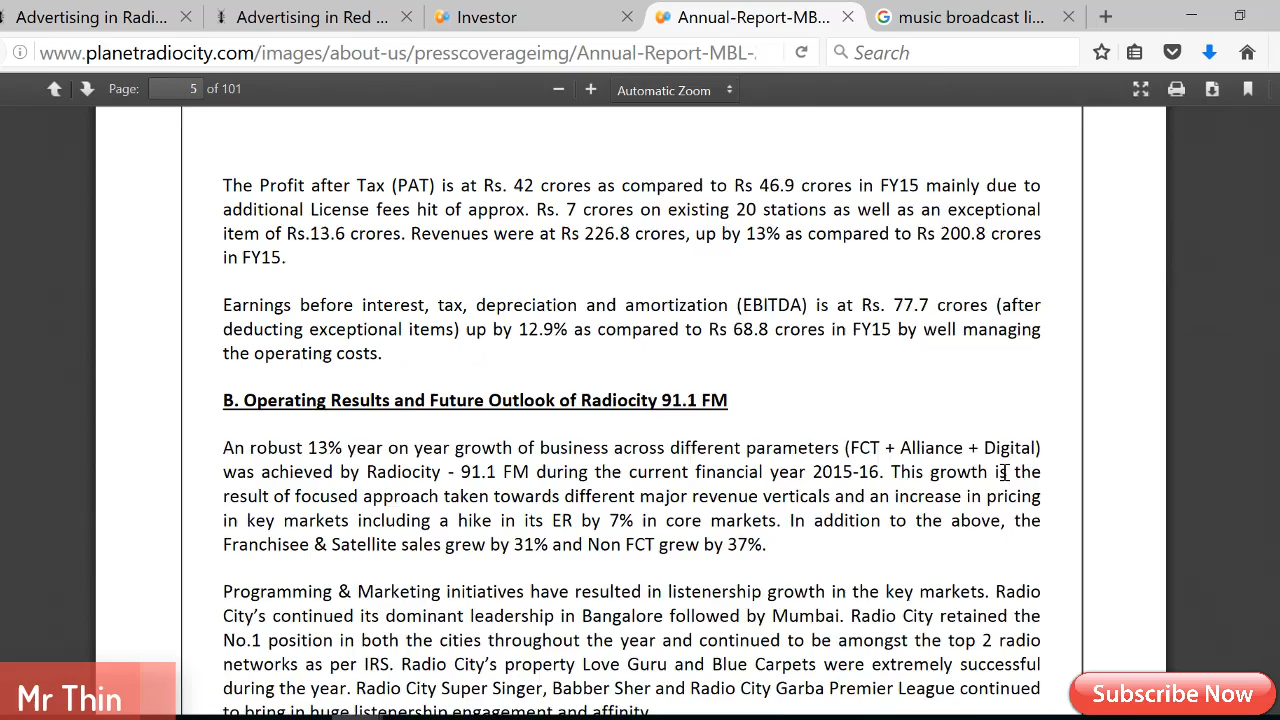 Advertising in Radi...
Advertising in Red ...
Investor
Annual-Report-MB...
music broadcast li...
www.planetradiocity.com/images/about-us/presscoverageimg/Annual-Report-MBL-
Search
Page: 5 of 101
Automatic Zoom
The Profit after Tax (PAT) is at Rs. 42 crores as compared to Rs 46.9 crores in FY15 mainly due to
additional License fees hit of approx. Rs. 7 crores on existing 20 stations as well as an exceptional
item of Rs.13.6 crores. Revenues were at Rs 226.8 crores, up by 13% as compared to Rs 200.8 crores
in FY15.
Earnings before interest, tax, depreciation and amortization (EBITDA) is at Rs. 77.7 crores (after
deducting exceptional items) up by 12.9% as compared to Rs 68.8 crores in FY15 by well managing
the operating costs.
B. Operating Results and Future Outlook of Radiocity 91.1 FM
An robust 13% year on year growth of business across different parameters (FCT + Alliance + Digital)
was achieved by Radiocity - 91.1 FM during the current financial year 2015-16. This growth is the
result of focused approach taken towards different major revenue verticals and an increase in pricing
in key markets including a hike in its ER by 7% in core markets. In addition to the above, the
Franchisee & Satellite sales grew by 31% and Non FCT grew by 37%.
Programming & Marketing initiatives have resulted in listenership growth in the key markets. Radio
City's continued its dominant leadership in Bangalore followed by Mumbai. Radio City retained the
No.1 position in both the cities throughout the year and continued to be amongst the top 2 radio
networks as per IRS. Radio City's property Love Guru and Blue Carpets were extremely successful
during the year. Radio City Super Singer, Babber Sher and Radio City Garba Premier League continued
to bring in huge listenership engagement and affinity.
Mr Thin
Subscribe Now